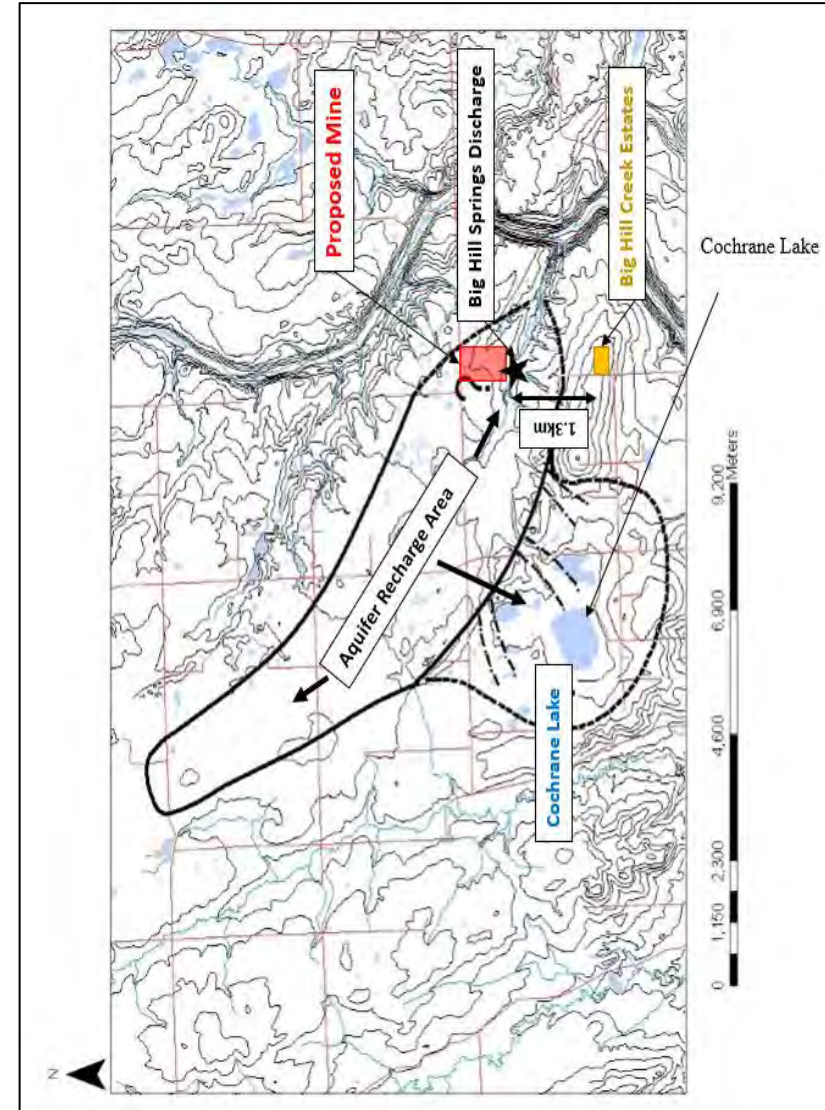 Proposed Mine
Big Hill Springs Discharge
Big Hill Creek Estates
Cochrane Lake
?
1.3km
Aquifer Recharge Area
Cochrane Lake
0 1,150 2,300 4,600 6,900 9,200
Meters
N